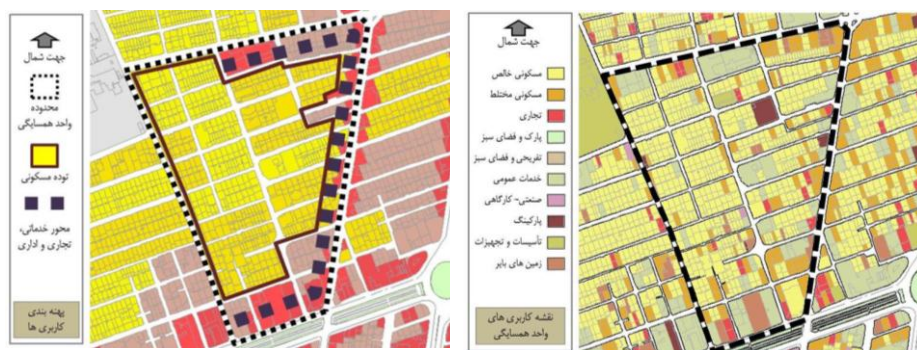 جهت شمال
محدوده
واحد همسایگی
توده مسکونی
محور خدماتی،
تجاری و اداری
پهنه بندی
کاربری ها
جهت شمال
مسکونی خالص
مسکونی مختلط
تجاری
پارک و فضای سبز
تفریحی و فضای سبز
خدمات عمومی
صنعتی- کارگاهی
پارکینگ
تأسیسات و تجهیزات
زمین های بایر
نقشه کاربری های
واحد همسایگی